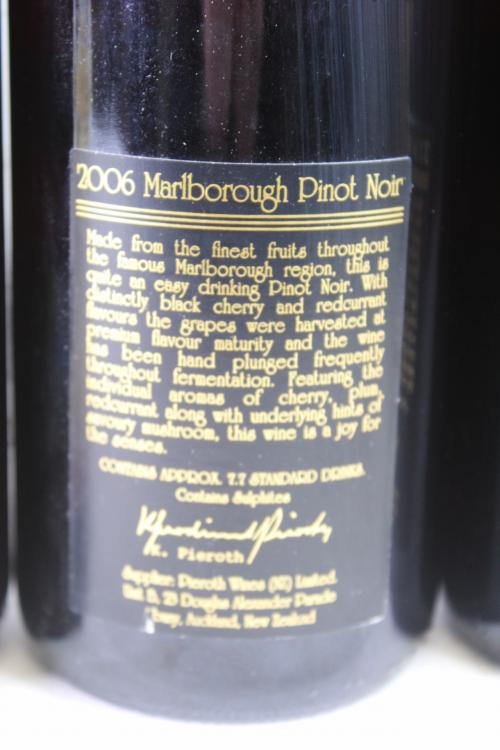 2006 Marlborough Pinot Noir
Made from the finest fruits throughout
the famous Marlborough region, this is
quite an easy drinking Pinot Noir. With
distinctly black cherry and redcurrant
flavours the grapes were harvested at
premium flavour maturity and the wine
has been hand plunged frequently
throughout fermentation. Featuring the
individual aromas of cherry, plum,
redcurrant along with underlying hints of
savoury mushroom, this wine is a joy for
the senses.
CONTAINS APPROX. 7.7 STANDARD DRINKS
Contains Sulphites
K. Pieroth
Supplier: Pieroth Wines (NZ) Limited.
Unit B, 23 Douglas Alexander Parade
Auckland, New Zealand